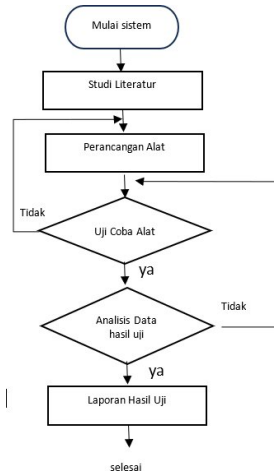 Mulai sistem
Studi Literatur
Perancangan Alat
Tidak
Uji Coba Alat
ya
Tidak
Analisis Data
hasil uji
ya
Laporan Hasil Uji
selesai